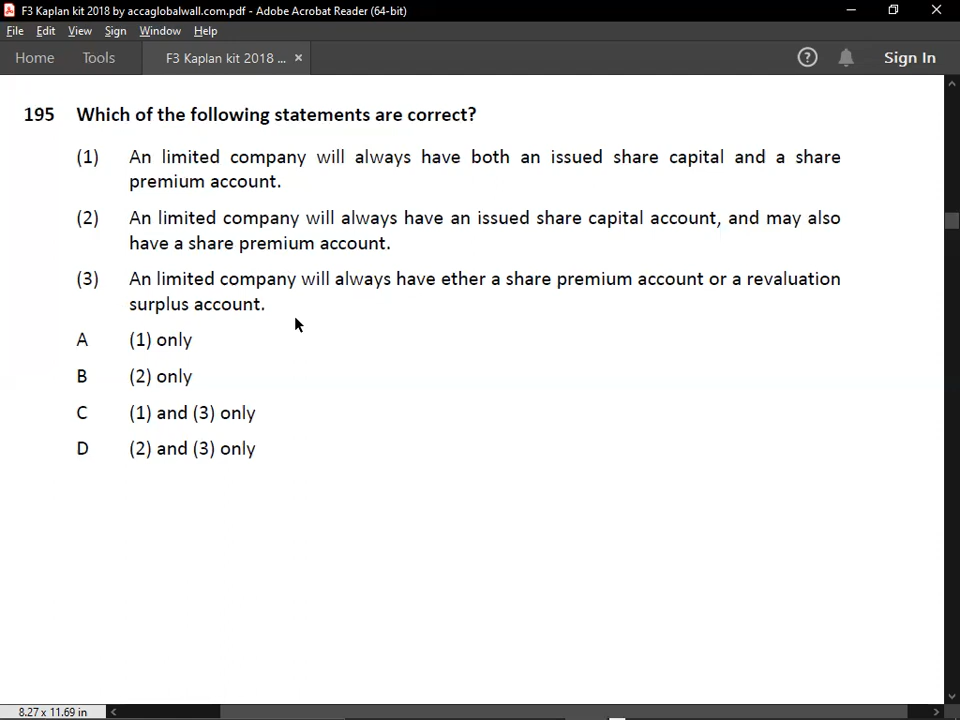 F3 Kaplan kit 2018 by accaglobalwall.com.pdf - Adobe Acrobat Reader (64-bit)
File Edit View Sign Window Help
Home Tools F3 Kaplan kit 2018 ... × ? Sign In
195 Which of the following statements are correct?
(1) An limited company will always have both an issued share capital and a share
premium account.
(2) An limited company will always have an issued share capital account, and may also
have a share premium account.
(3) An limited company will always have ether a share premium account or a revaluation
surplus account.
A (1) only
B (2) only
C (1) and (3) only
D (2) and (3) only
8.27 x 11.69 in